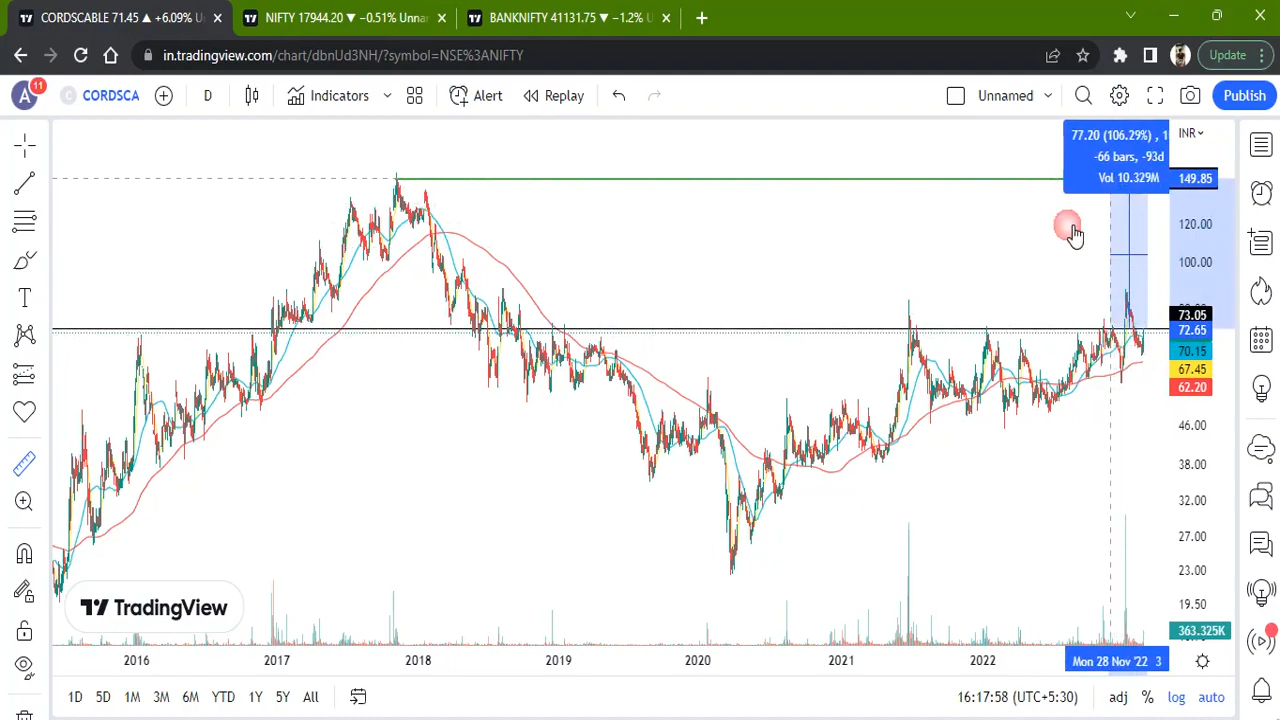 CORDSCABLE 71.45 ▲ +6.09% U
NIFTY 17944.20 ▼ −0.51% Unnar
BANKNIFTY 41131.75 ▼ −1.2% U
in.tradingview.com/chart/dbnUd3NH/?symbol=NSE%3ANIFTY
Update
A
11
C
CORDSCA
D
Indicators
Alert
Replay
Unnamed
Publish
77.20 (106.29%) , 1
-66 bars, -93d
Vol 10.329M
INR
149.85
120.00
100.00
73.05
72.65
70.15
67.45
62.20
46.00
38.00
32.00
27.00
23.00
19.50
363.325K
TradingView
2016
2017
2018
2019
2020
2021
2022
Mon 28 Nov '22
3
1D
5D
1M
3M
6M
YTD
1Y
5Y
All
16:17:58 (UTC+5:30)
adj
%
log
auto